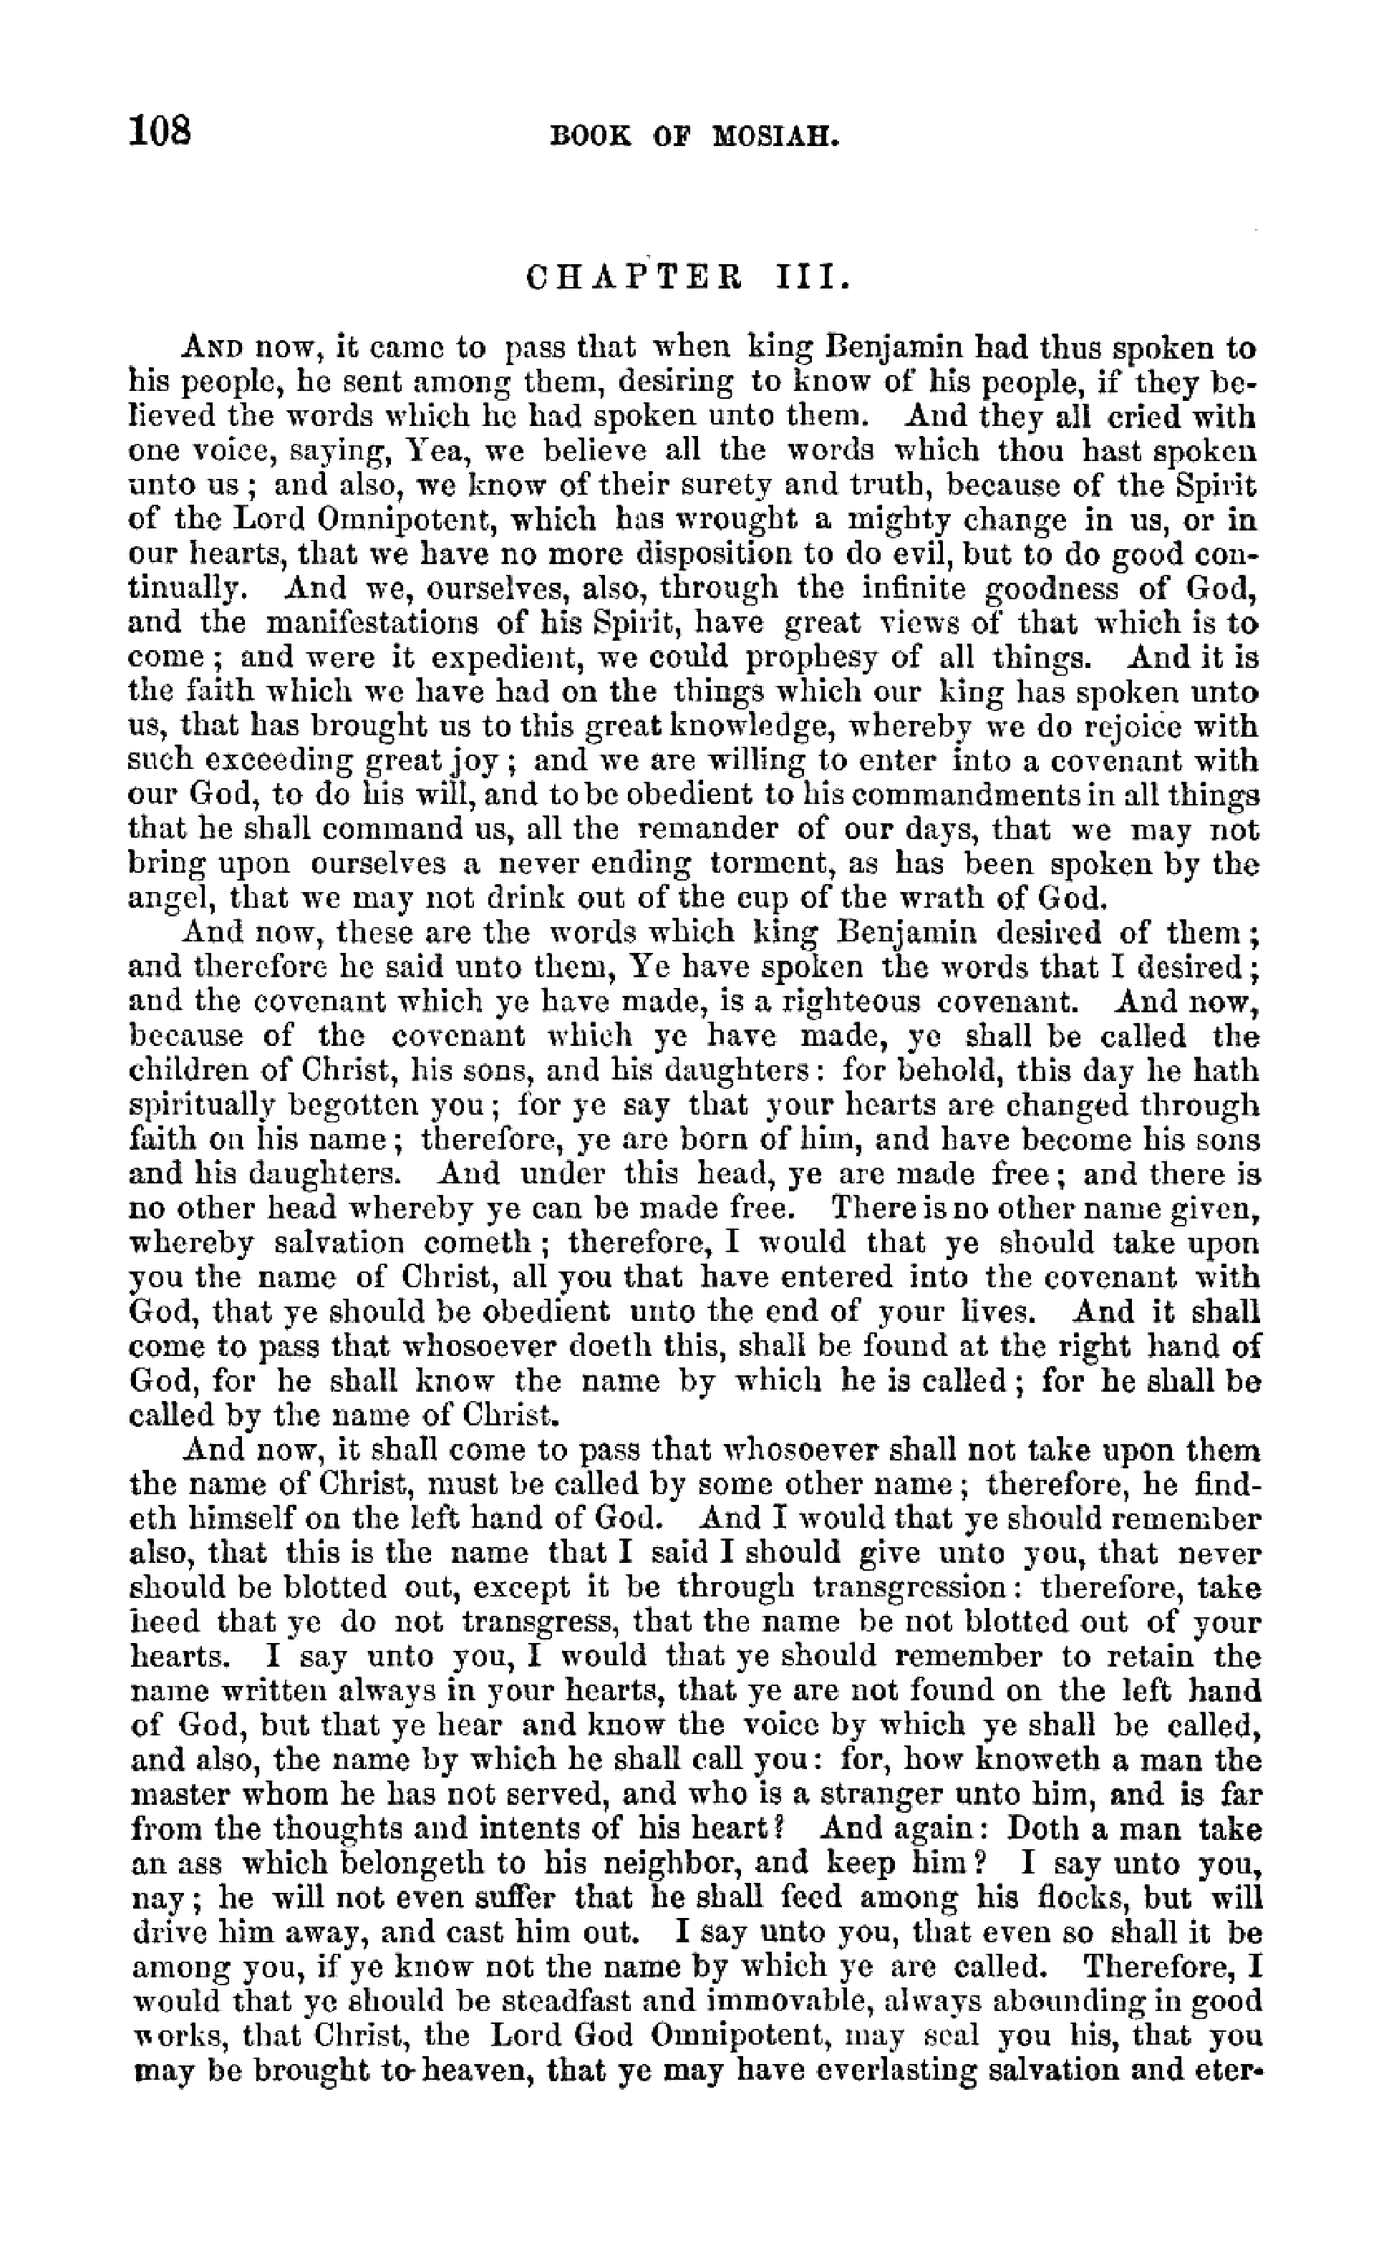 108 BOOK OF MOSIAH.
CHAPTER III.
AND now, it came to pass that when king Benjamin had thus spoken to
his people, he sent among them, desiring to know of his people, if they be-
lieved the words which he had spoken unto them. And they all cried with
one voice, saying, Yea, we believe all the words which thou hast spoken
unto us; and also, we know of their surety and truth, because of the Spirit
of the Lord Omnipotent, which has wrought a mighty change in us, or in
our hearts, that we have no more disposition to do evil, but to do good con-
tinually. And we, ourselves, also, through the infinite goodness of God,
and the manifestations of his Spirit, have great views of that which is to
come; and were it expedient, we could prophesy of all things. And it is
the faith which we have had on the things which our king has spoken unto
us, that has brought us to this great knowledge, whereby we do rejoice with
such exceeding great joy; and we are willing to enter into a covenant with
our God, to do his will, and to be obedient to his commandments in all things
that he shall command us, all the remander of our days, that we may not
bring upon ourselves a never ending torment, as has been spoken by the
angel, that we may not drink out of the cup of the wrath of God.
And now, these are the words which king Benjamin desired of them;
and therefore he said unto them, Ye have spoken the words that I desired;
and the covenant which ye have made, is a righteous covenant. And now,
because of the covenant which ye have made, ye shall be called the
children of Christ, his sons, and his daughters: for behold, this day he hath
spiritually begotten you; for ye say that your hearts are changed through
faith on his name; therefore, ye are born of him, and have become his sons
and his daughters. And under this head, ye are made free; and there is
no other head whereby ye can be made free. There is no other name given,
whereby salvation cometh; therefore, I would that ye should take upon
you the name of Christ, all you that have entered into the covenant with
God, that ye should be obedient unto the end of your lives. And it shall
come to pass that whosoever doeth this, shall be found at the right hand of
God, for he shall know the name by which he is called; for he shall be
called by the name of Christ.
And now, it shall come to pass that whosoever shall not take upon them
the name of Christ, must be called by some other name; therefore, he find-
eth himself on the left hand of God. And I would that ye should remember
also, that this is the name that I said I should give unto you, that never
should be blotted out, except it be through transgression: therefore, take
heed that ye do not transgress, that the name be not blotted out of your
hearts. I say unto you, I would that ye should remember to retain the
name written always in your hearts, that ye are not found on the left hand
of God, but that ye hear and know the voice by which ye shall be called,
and also, the name by which he shall call you: for, how knoweth a man the
master whom he has not served, and who is a stranger unto him, and is far
from the thoughts and intents of his heart? And again: Doth a man take
an ass which belongeth to his neighbor, and keep him? I say unto you,
nay; he will not even suffer that he shall feed among his flocks, but will
drive him away, and cast him out. I say unto you, that even so shall it be
among you, if ye know not the name by which ye are called. Therefore, I
would that ye should be steadfast and immovable, always abounding in good
works, that Christ, the Lord God Omnipotent, may seal you his, that you
may be brought to heaven, that ye may have everlasting salvation and eter-